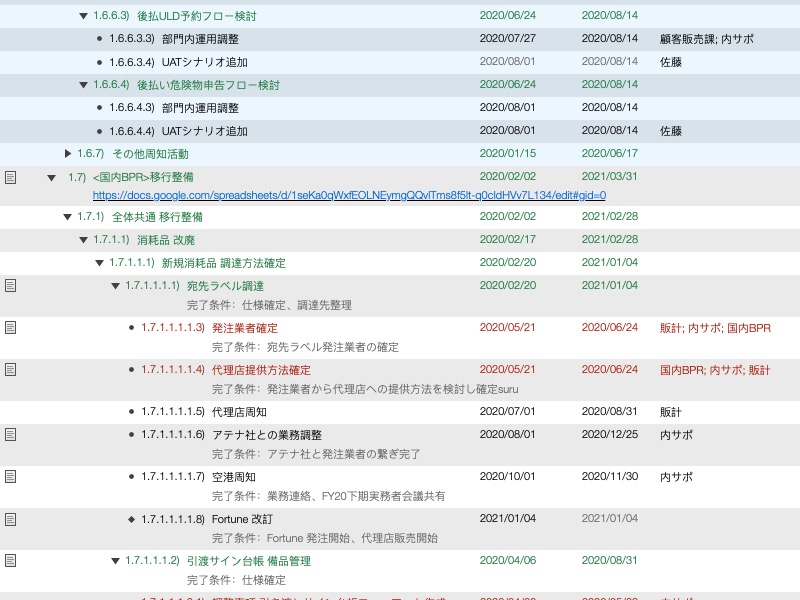 1.6.6.3) 後払ULD予約フロー検討 2020/06/24 2020/08/14
1.6.6.3.3) 部門内運用調整 2020/07/27 2020/08/14 顧客販売課; 内サポ
1.6.6.3.4) UATシナリオ追加 2020/08/01 2020/08/14 佐藤
1.6.6.4) 後払い危険物申告フロー検討 2020/06/24 2020/08/14
1.6.6.4.3) 部門内運用調整 2020/08/01 2020/08/14
1.6.6.4.4) UATシナリオ追加 2020/08/01 2020/08/14 佐藤
1.6.7) その他周知活動 2020/01/15 2020/06/17
1.7) <国内BPR>移行整備 2020/02/02 2021/03/31
https://docs.google.com/spreadsheets/d/1seKa0qWxfEOLNEymgQQvlTms8f5lt-q0cIdHVv7L134/edit#gid=0
1.7.1) 全体共通 移行整備 2020/02/02 2021/02/28
1.7.1.1) 消耗品 改廃 2020/02/17 2021/02/28
1.7.1.1.1) 新規消耗品 調達方法確定 2020/02/20 2021/01/04
1.7.1.1.1.1) 宛先ラベル調達 2020/02/20 2021/01/04
完了条件: 仕様確定、調達先整理
1.7.1.1.1.1.3) 発注業者確定 2020/05/21 2020/06/24 販計; 内サポ; 国内BPR
完了条件: 宛先ラベル発注業者の確定
1.7.1.1.1.1.4) 代理店提供方法確定 2020/05/21 2020/06/24 国内BPR; 内サポ; 販計
完了条件: 発注業者から代理店への提供方法を検討し確定suru
1.7.1.1.1.1.5) 代理店周知 2020/07/01 2020/08/31 販計
1.7.1.1.1.1.6) アテナ社との業務調整 2020/08/01 2020/12/25 内サポ
完了条件: アテナ社と発注業者の繋ぎ完了
1.7.1.1.1.1.7) 空港周知 2020/10/01 2020/11/30 内サポ
完了条件: 業務連絡、FY20下期実務者会議共有
1.7.1.1.1.1.8) Fortune 改訂 2021/01/04 2021/01/04
完了条件: Fortune 発注開始、代理店販売開始
1.7.1.1.1.2) 引渡サイン台帳 備品管理 2020/04/06 2020/08/31
完了条件: 仕様確定